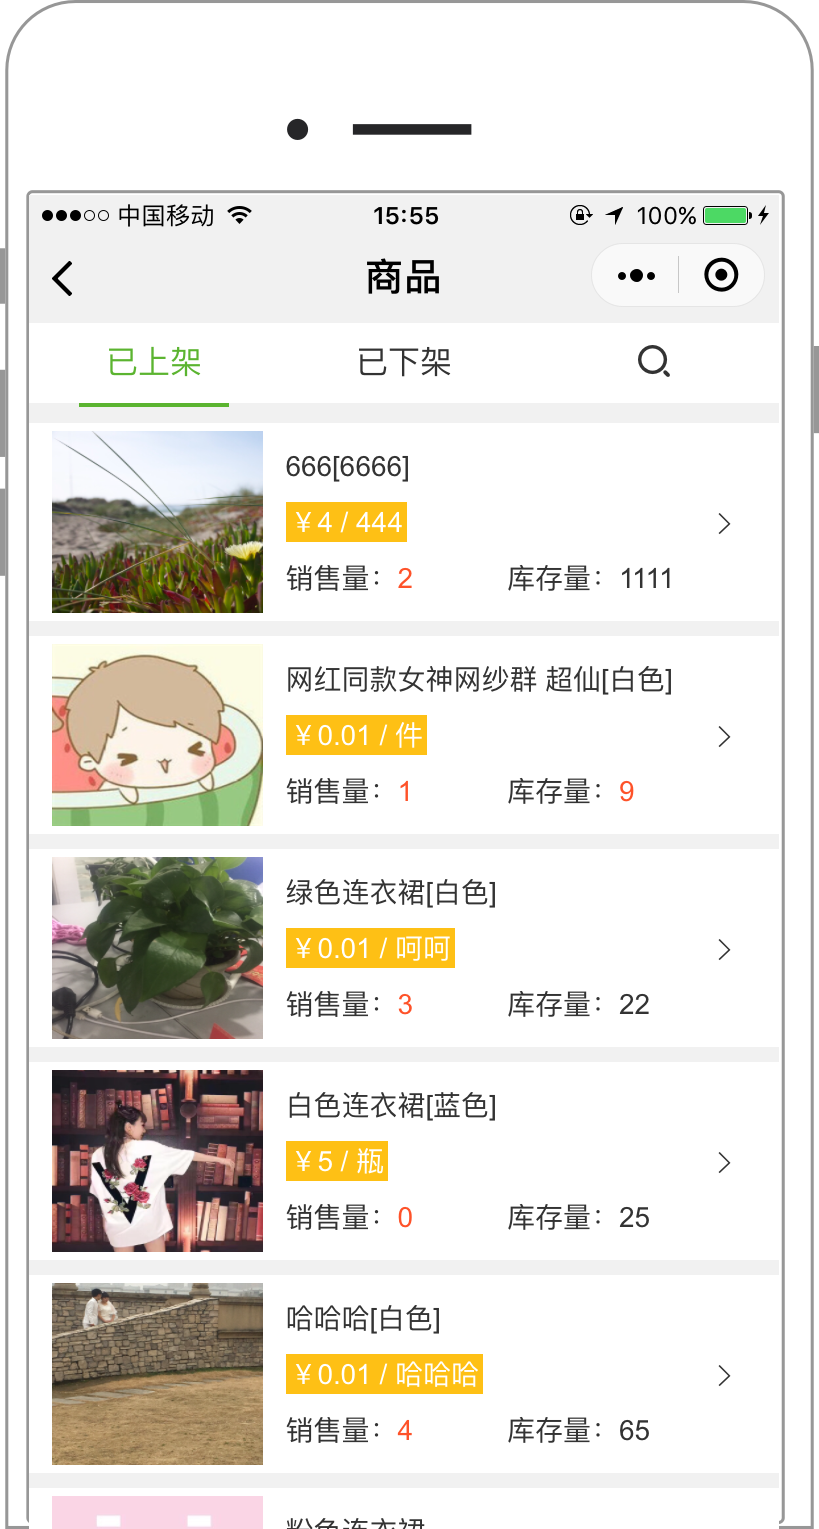 中国移动 15:55 100%
商品
已上架 已下架
666[6666]
￥4 / 444
销售量：2 库存量：1111
网红同款女神网纱群 超仙[白色]
￥0.01 / 件
销售量：1 库存量：9
绿色连衣裙[白色]
￥0.01 / 呵呵
销售量：3 库存量：22
白色连衣裙[蓝色]
￥5 / 瓶
销售量：0 库存量：25
哈哈哈[白色]
￥0.01 / 哈哈哈
销售量：4 库存量：65
粉色连衣裙